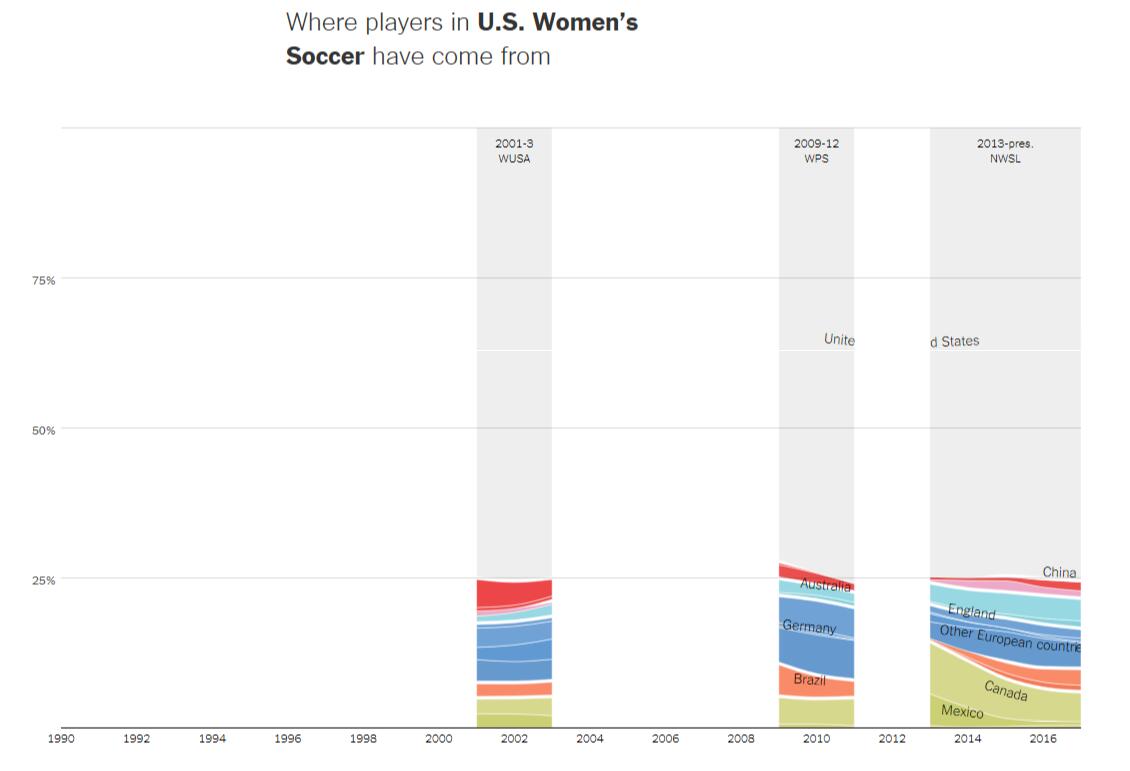 Where players in U.S. Women’s
Soccer have come from
2001-3
WUSA
2009-12
WPS
2013-pres.
NWSL
75%
Unite
d States
50%
25%
China
Australia
England
Germany
Other European countrie
Brazil
Canada
Mexico
1990 1992 1994 1996 1998 2000 2002 2004 2006 2008 2010 2012 2014 2016